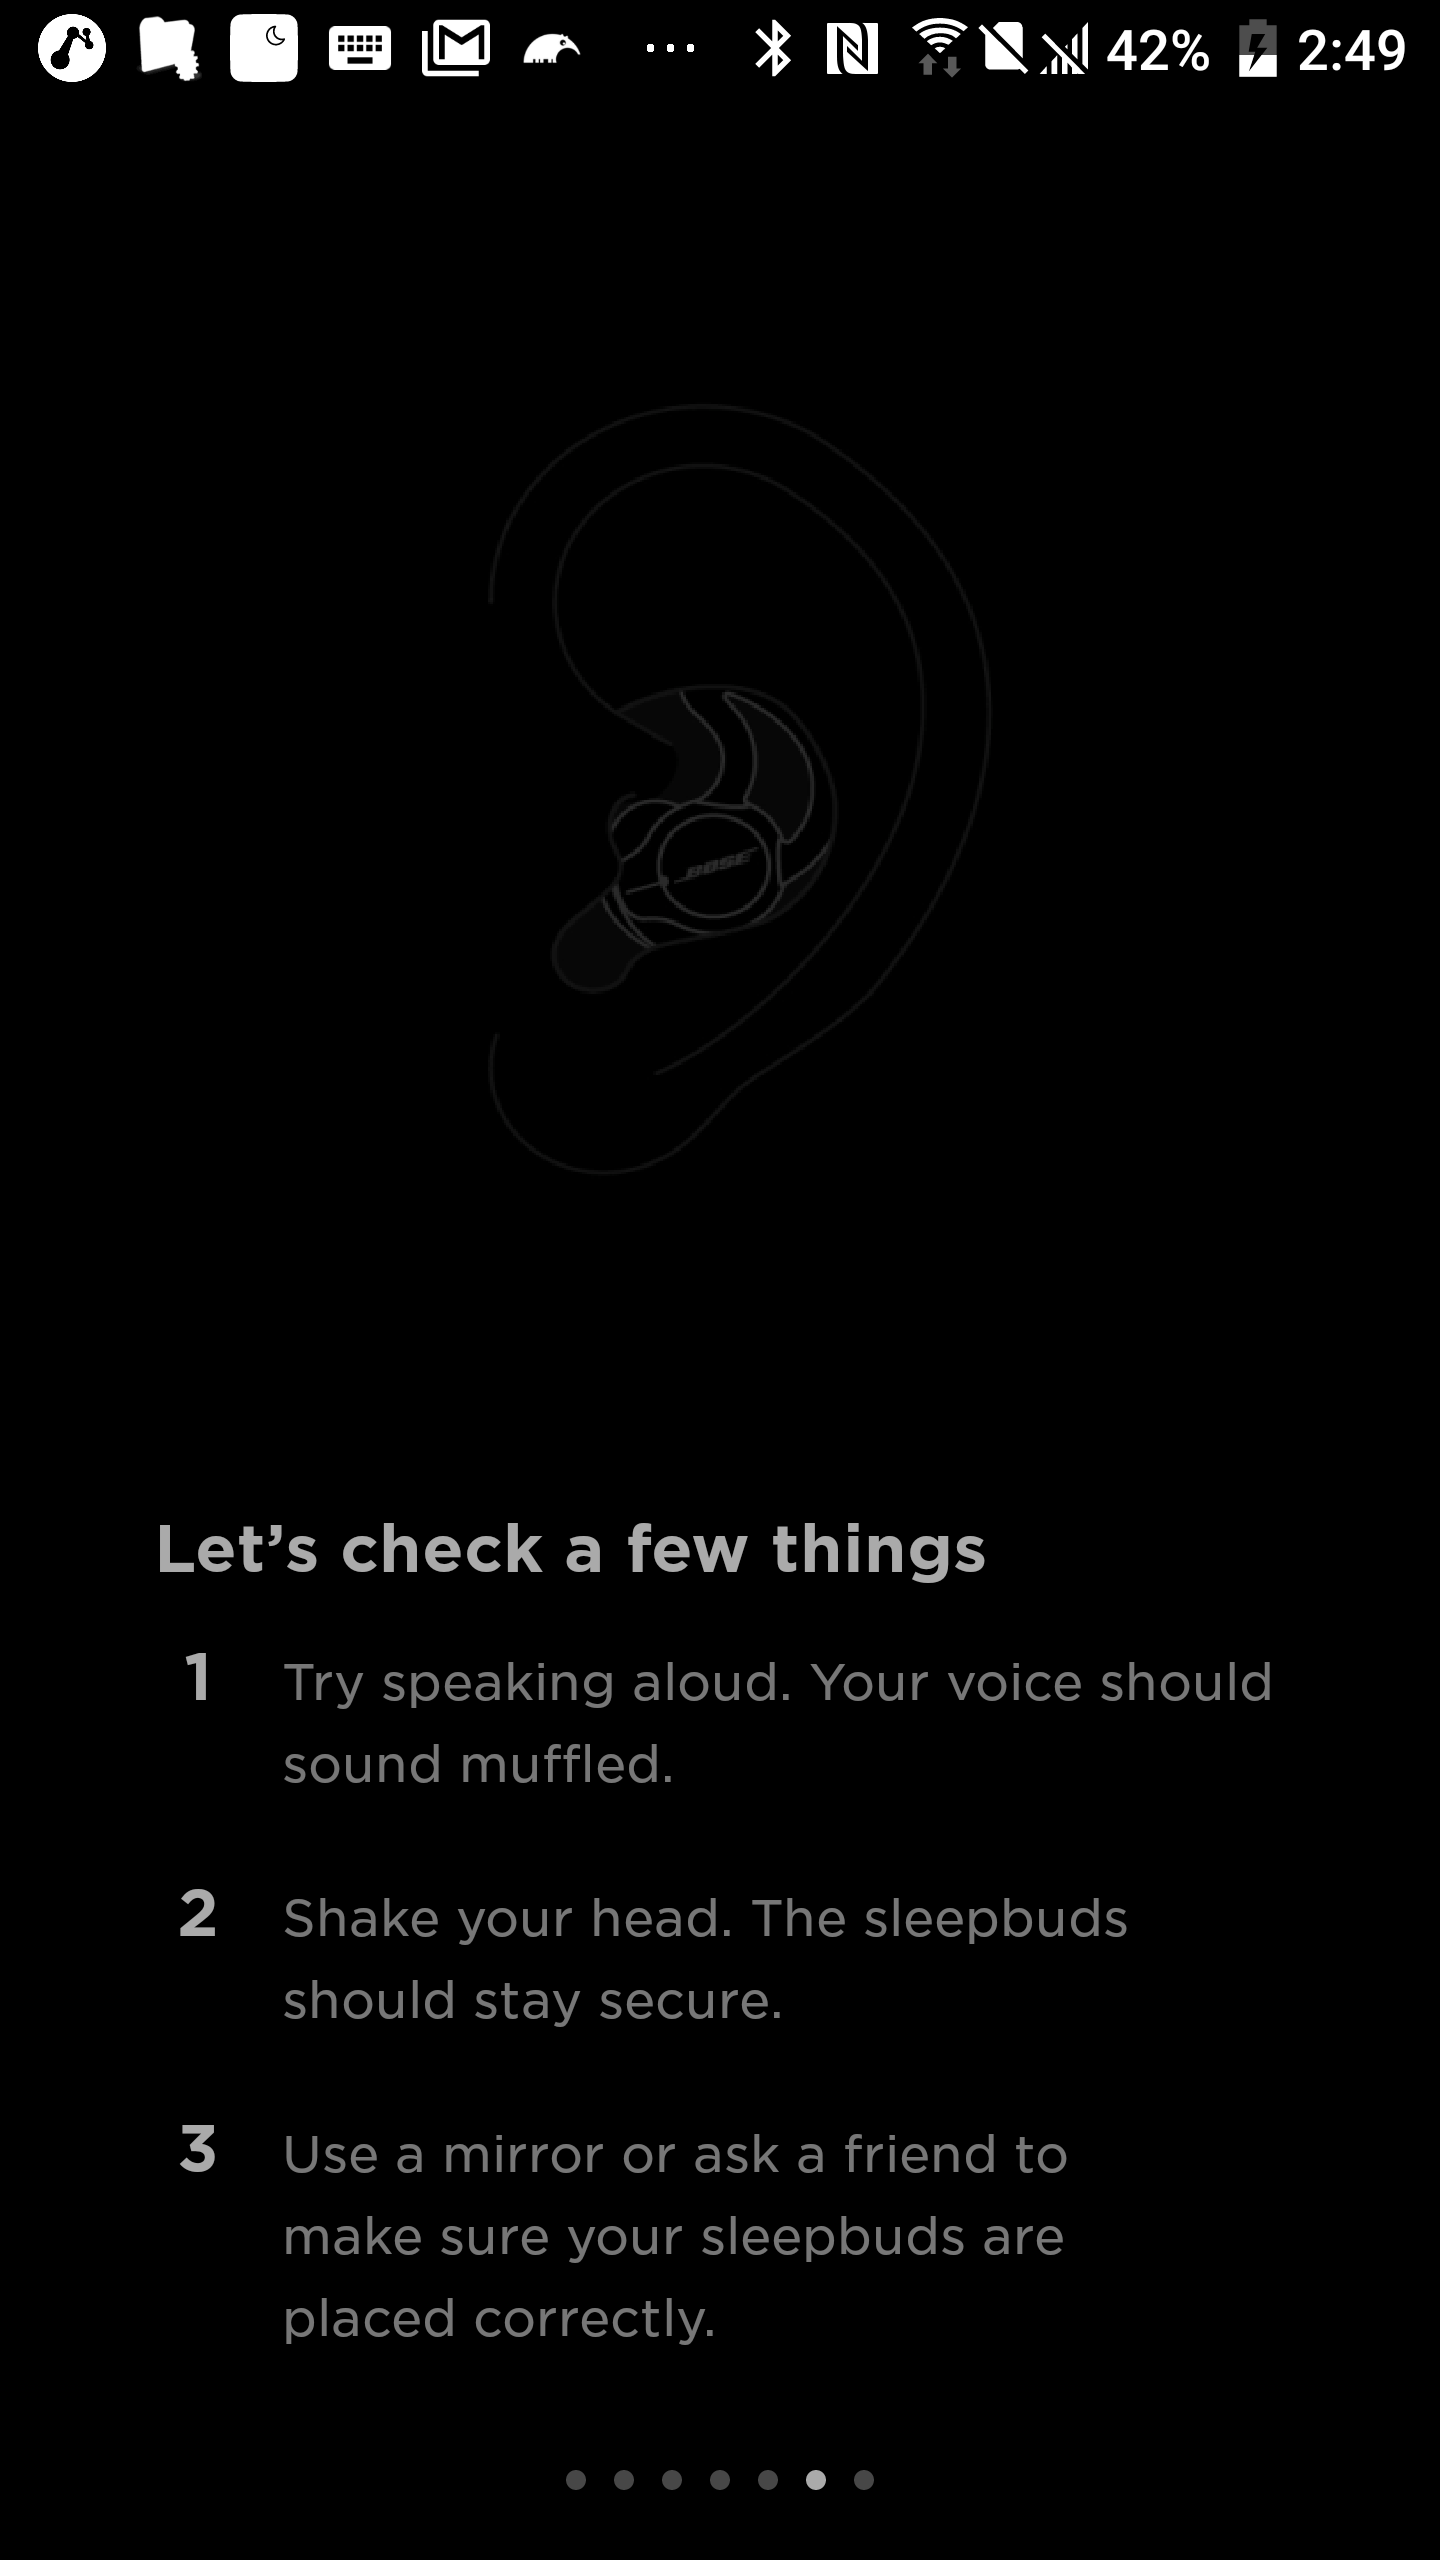 42% 2:49
BOSE
Let’s check a few things
1 Try speaking aloud. Your voice should
sound muffled.
2 Shake your head. The sleepbuds
should stay secure.
3 Use a mirror or ask a friend to
make sure your sleepbuds are
placed correctly.